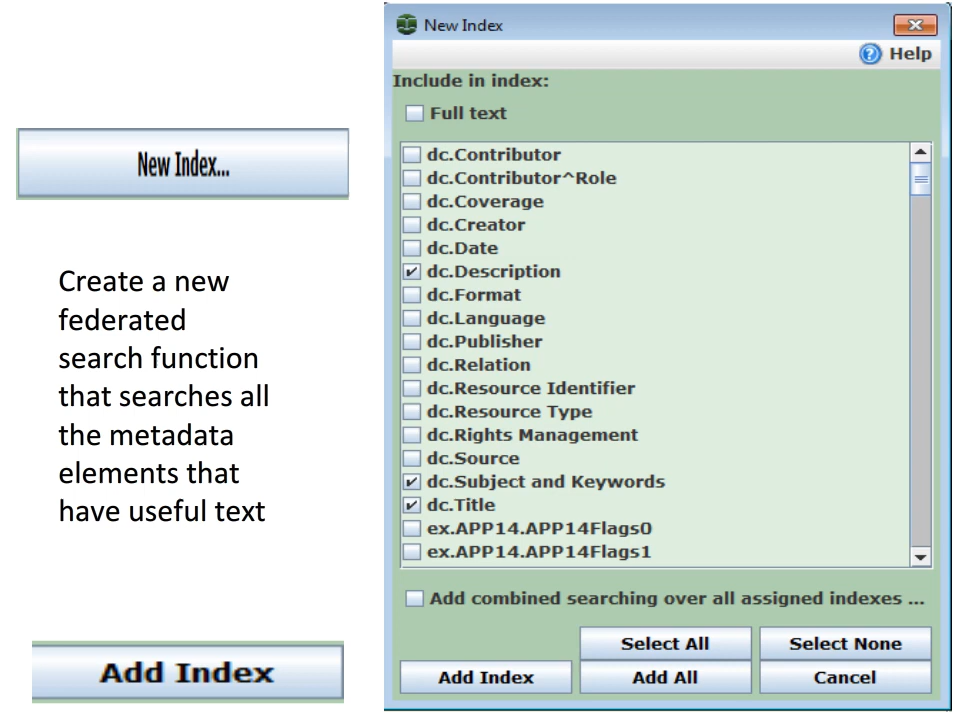 New Index...
Create a new
federated
search function
that searches all
the metadata
elements that
have useful text
Add Index
New Index
Help
Include in index:
Full text
dc.Contributor
dc.Contributor^Role
dc.Coverage
dc.Creator
dc.Date
dc.Description
dc.Format
dc.Language
dc.Publisher
dc.Relation
dc.Resource Identifier
dc.Resource Type
dc.Rights Management
dc.Source
dc.Subject and Keywords
dc.Title
ex.APP14.APP14Flags0
ex.APP14.APP14Flags1
Add combined searching over all assigned indexes ...
Select All
Select None
Add Index
Add All
Cancel